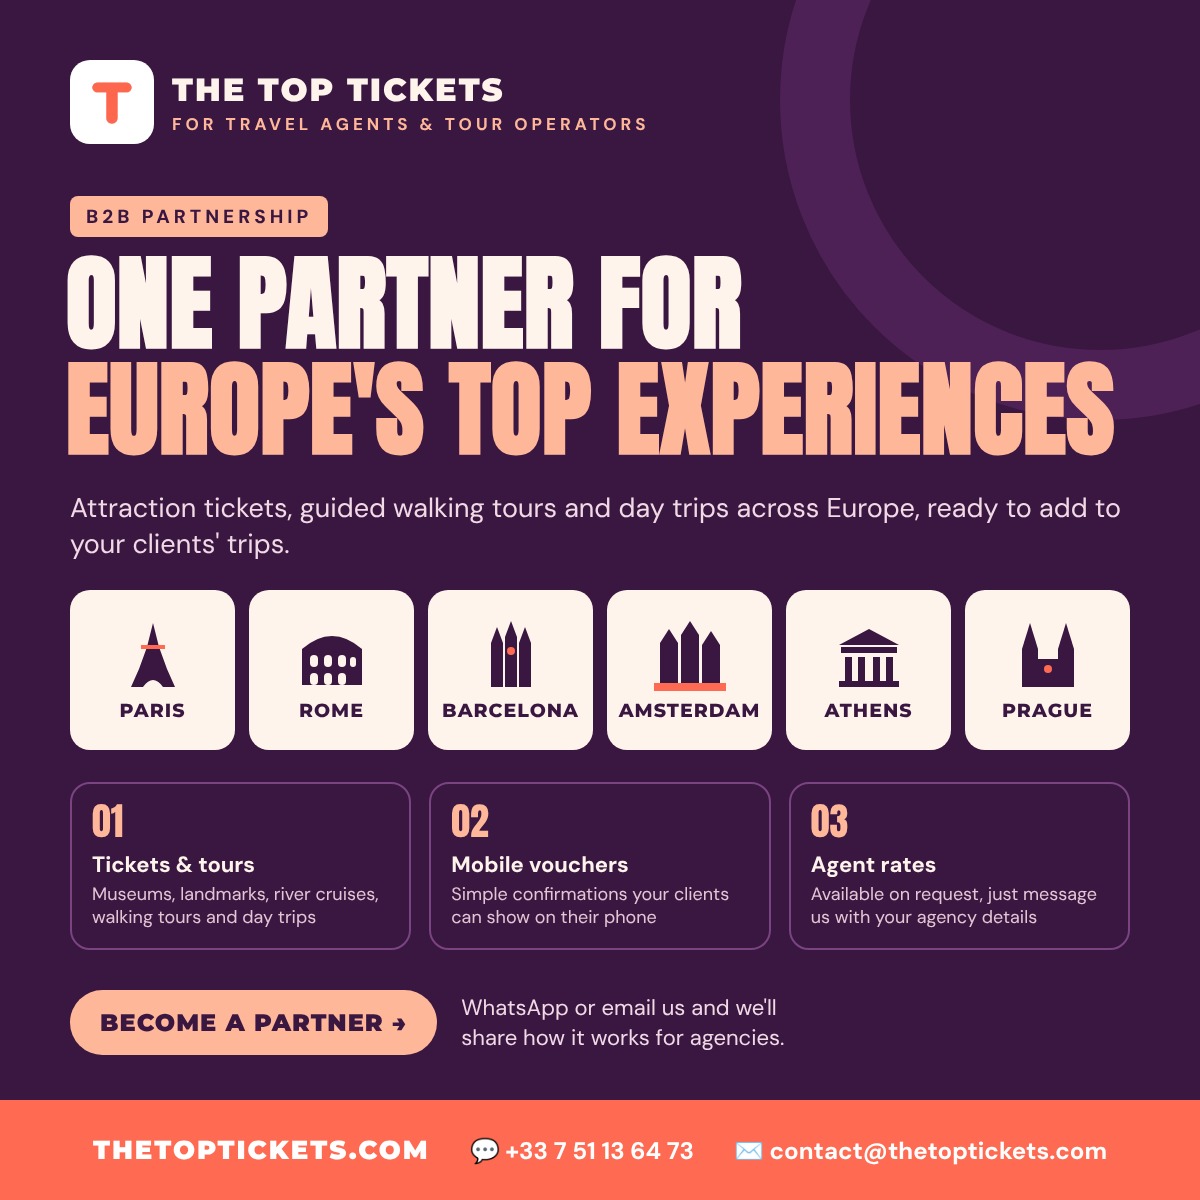 T
THE TOP TICKETS
FOR TRAVEL AGENTS & TOUR OPERATORS
B2B PARTNERSHIP
ONE PARTNER FOR
EUROPE'S TOP EXPERIENCES
Attraction tickets, guided walking tours and day trips across Europe, ready to add to
your clients' trips.
PARIS
ROME
BARCELONA
AMSTERDAM
ATHENS
PRAGUE
01
Tickets & tours
Museums, landmarks, river cruises,
walking tours and day trips
02
Mobile vouchers
Simple confirmations your clients
can show on their phone
03
Agent rates
Available on request, just message
us with your agency details
BECOME A PARTNER →
WhatsApp or email us and we'll
share how it works for agencies.
THETOPTICKETS.COM
💬 +33 7 51 13 64 73
✉️ contact@thetoptickets.com